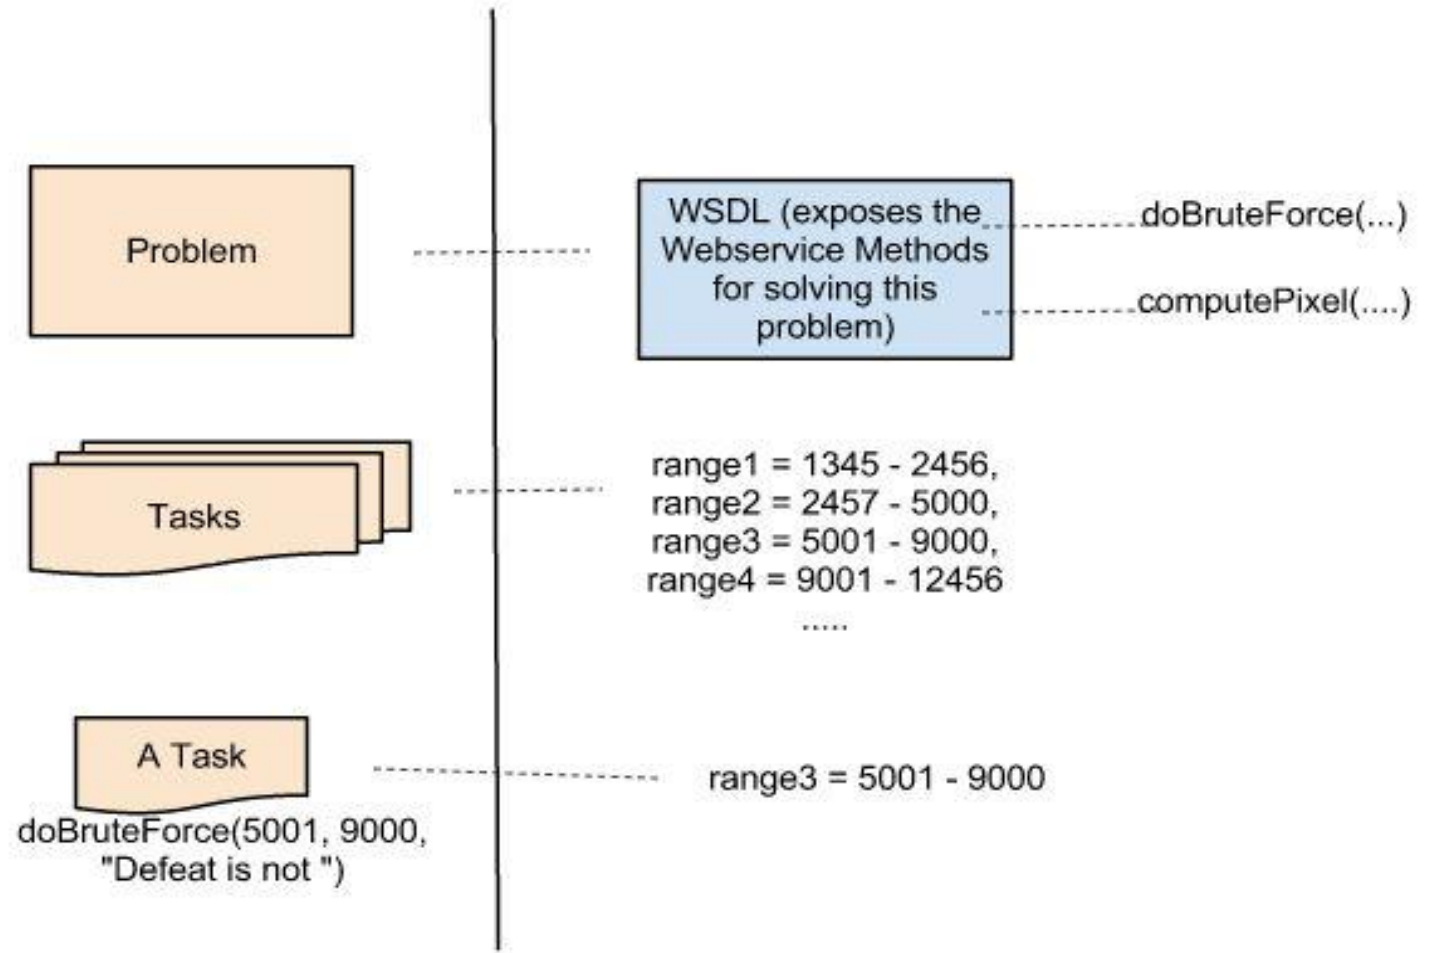 Problem
WSDL (exposes the
Webservice Methods
for solving this
problem)
doBruteForce(...)
computePixel(....)
Tasks
range1 = 1345 - 2456,
range2 = 2457 - 5000,
range3 = 5001 - 9000,
range4 = 9001 - 12456
.....
A Task
doBruteForce(5001, 9000,
"Defeat is not ")
range3 = 5001 - 9000